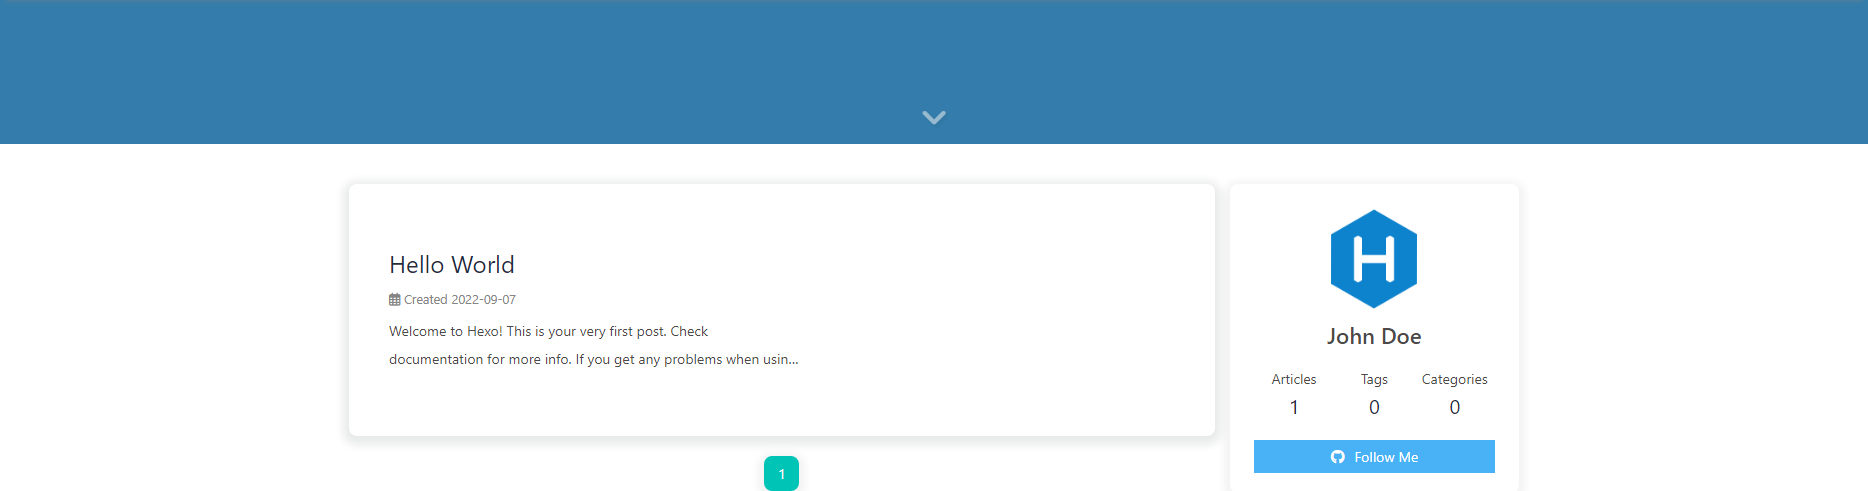 Hello World
Created 2022-09-07
Welcome to Hexo! This is your very first post. Check
documentation for more info. If you get any problems when usin...
1
H
John Doe
Articles Tags Categories
1 0 0
Follow Me